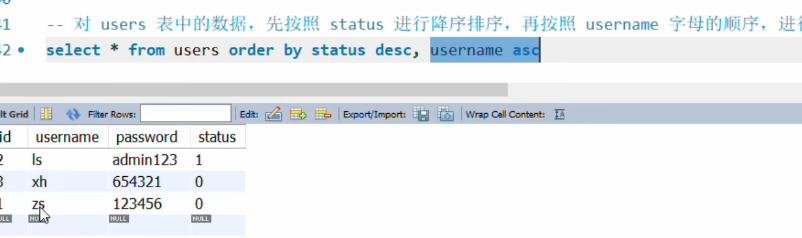 41 -- 对 users 表中的数据，先按照 status 进行降序排序，再按照 username 字母的顺序，进行
42 select * from users order by status desc, username asc
lt Grid Filter Rows: Edit: Export/Import: Wrap Cell Content:
id username password status
2 ls admin123 1
3 xh 654321 0
1 zs 123456 0
NULL NULL NULL NULL